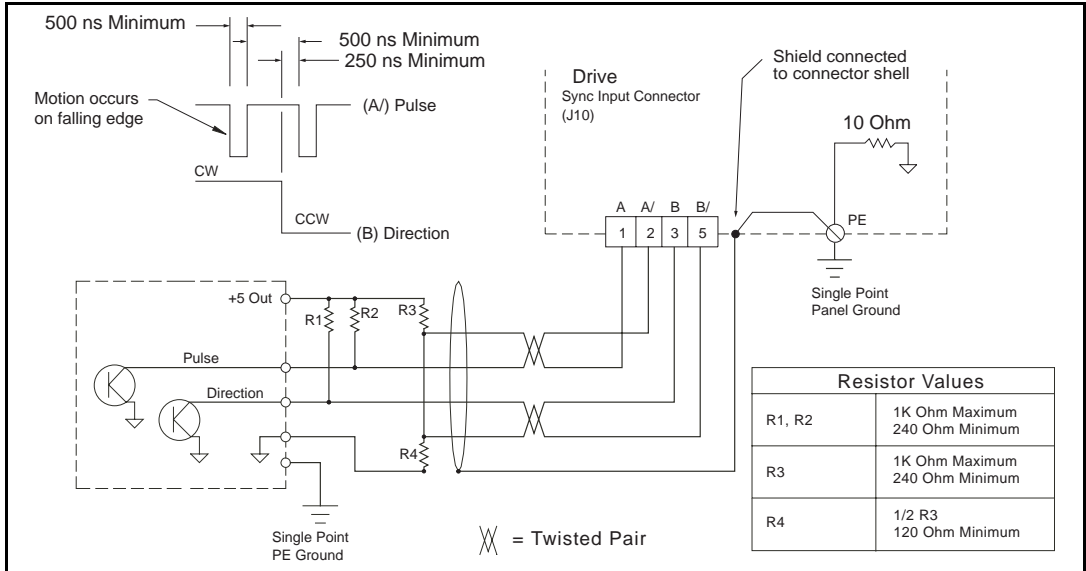 500 ns Minimum
500 ns Minimum
250 ns Minimum
Motion occurs
on falling edge
(A/) Pulse
CW
CCW
(B) Direction
Drive
Sync Input Connector
(J10)
Shield connected
to connector shell
10 Ohm
A A/ B B/
1 2 3 5
PE
Single Point
Panel Ground
+5 Out
R1
R2
R3
Pulse
Direction
R4
Single Point
PE Ground
= Twisted Pair
Resistor Values
R1, R2
1K Ohm Maximum
240 Ohm Minimum
R3
1K Ohm Maximum
240 Ohm Minimum
R4
1/2 R3
120 Ohm Minimum